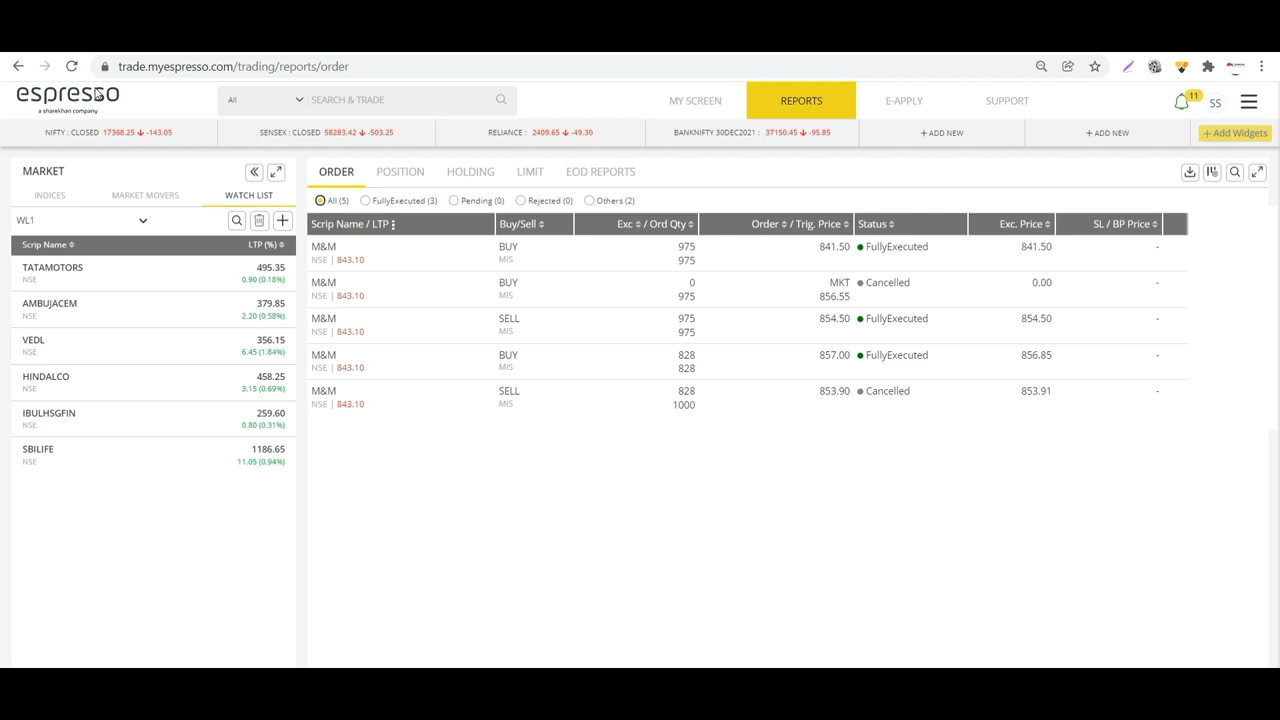 trade.myespresso.com/trading/reports/order
espresso
a sharekhan company
All
SEARCH & TRADE
MY SCREEN
REPORTS
E-APPLY
SUPPORT
11
SS
NIFTY : CLOSED 17368.25 -143.05
SENSEX : CLOSED 58283.42 -503.25
RELIANCE : 2409.65 -49.30
BANKNIFTY 30DEC2021 : 37150.45 -95.85
+ ADD NEW
+ ADD NEW
+ Add Widgets
MARKET
INDICES MARKET MOVERS WATCH LIST
WL1
Scrip Name LTP (%)
TATAMOTORS 495.35
NSE 0.90 (0.18%)
AMBUJACEM 379.85
NSE 2.20 (0.58%)
VEDL 356.15
NSE 6.45 (1.84%)
HINDALCO 458.25
NSE 3.15 (0.69%)
IBULHSGFIN 259.60
NSE 0.80 (0.31%)
SBILIFE 1186.65
NSE 11.05 (0.94%)
ORDER POSITION HOLDING LIMIT EOD REPORTS
All (5) FullyExecuted (3) Pending (0) Rejected (0) Others (2)
Scrip Name / LTP Buy/Sell Exc / Ord Qty Order / Trig. Price Status Exc. Price SL / BP Price
M&M BUY 975 841.50 FullyExecuted 841.50 -
NSE | 843.10 MIS 975
M&M BUY 0 MKT Cancelled 0.00 -
NSE | 843.10 MIS 975 856.55
M&M SELL 975 854.50 FullyExecuted 854.50 -
NSE | 843.10 MIS 975
M&M BUY 828 857.00 FullyExecuted 856.85 -
NSE | 843.10 MIS 828
M&M SELL 828 853.90 Cancelled 853.91 -
NSE | 843.10 MIS 1000